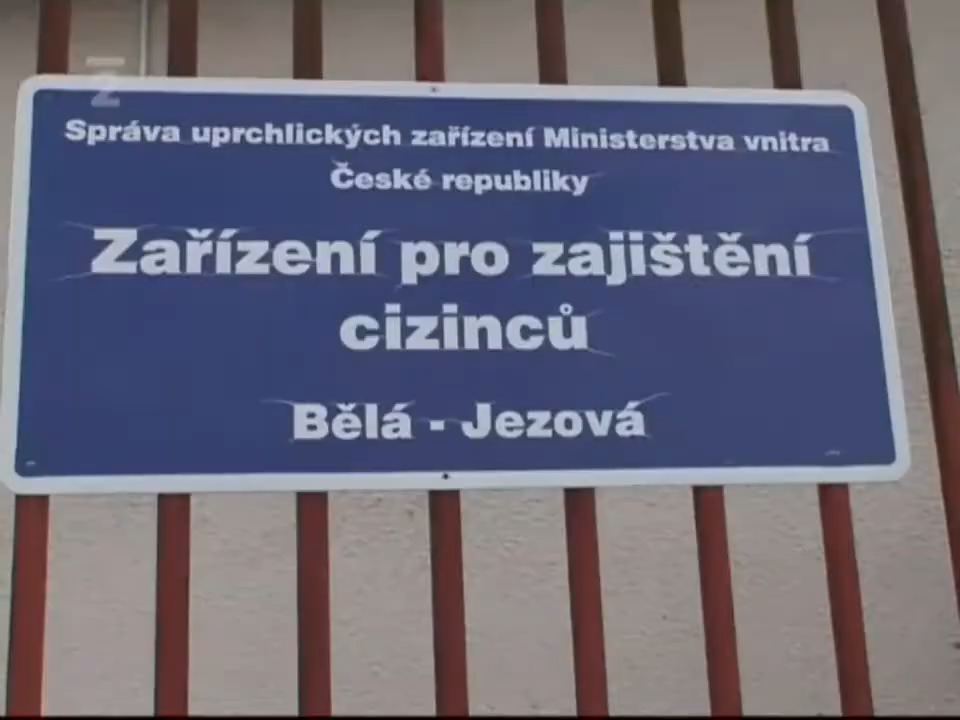 Správa uprchlických zařízení Ministerstva vnitra
České republiky
Zařízení pro zajištění
cizinců
Bělá - Jezová